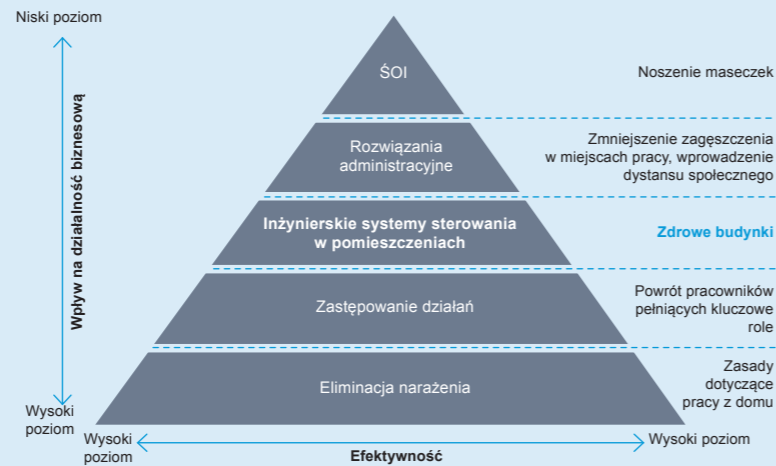 Niski poziom
ŚOI
Noszenie maseczek
Rozwiązania
administracyjne
Zmniejszenie zagęszczenia
w miejscach pracy, wprowadzenie
dystansu społecznego
Wpływ na działalność biznesową
Inżynierskie systemy sterowania
w pomieszczeniach
Zdrowe budynki
Zastępowanie działań
Powrót pracowników
pełniących kluczowe
role
Eliminacja narażenia
Zasady
dotyczące
pracy z domu
Wysoki
poziom
Wysoki
poziom
Efektywność
Wysoki poziom